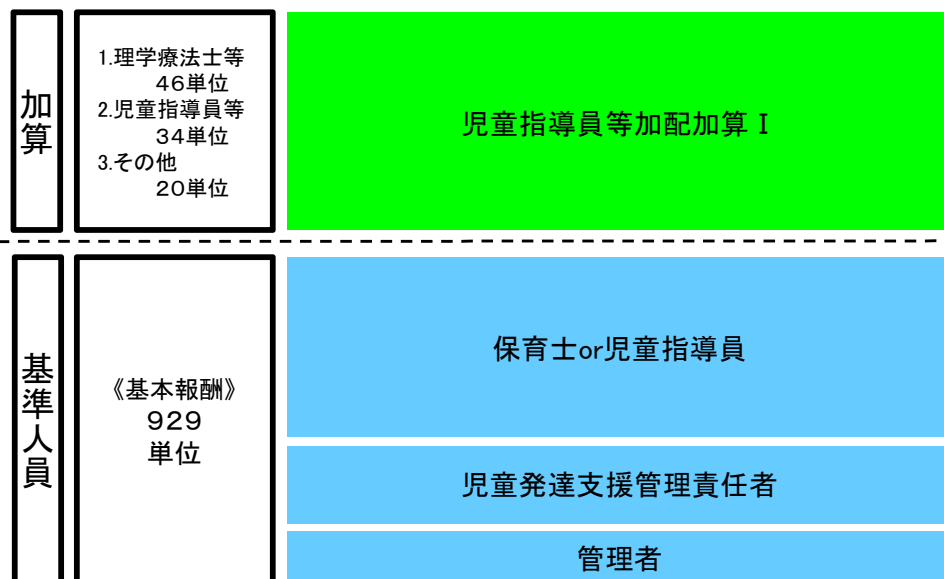 加算
1.理学療法士等
46単位
2.児童指導員等
34単位
3.その他
20単位
児童指導員等加配加算Ⅰ
基準人員
《基本報酬》
929
単位
保育士or児童指導員
児童発達支援管理責任者
管理者